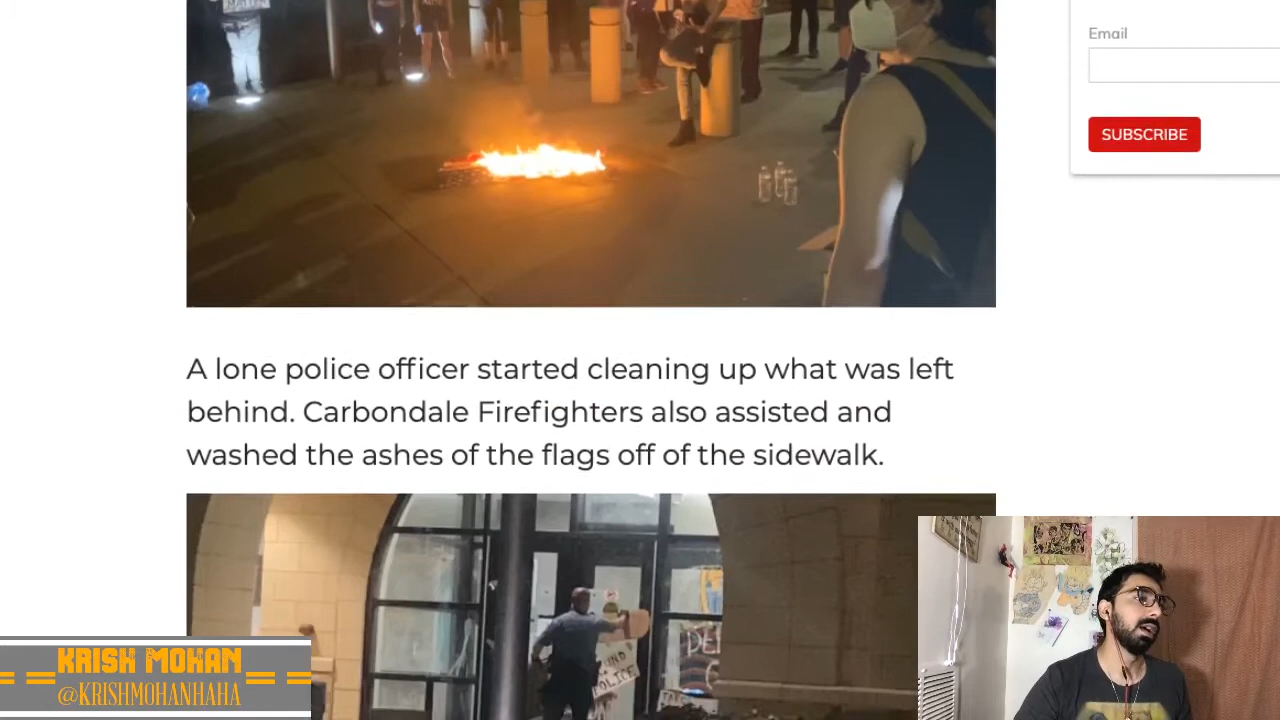 Email
SUBSCRIBE
A lone police officer started cleaning up what was left
behind. Carbondale Firefighters also assisted and
washed the ashes of the flags off of the sidewalk.
POLICE
KRISH MOHAN
@KRISHMOHANHAHA